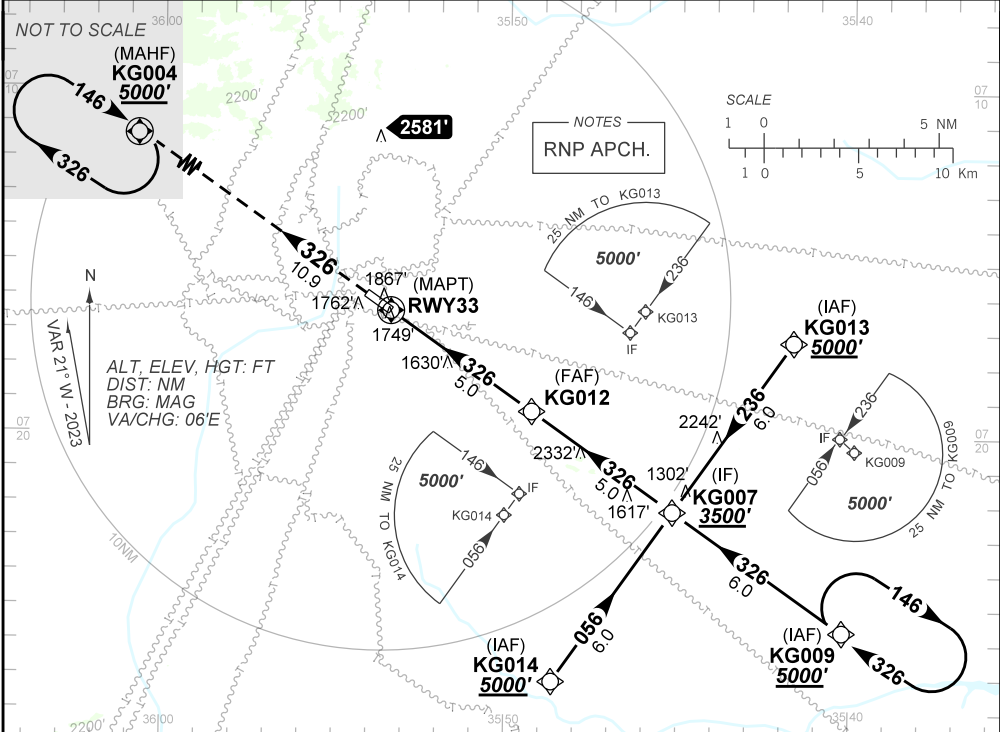 NOT TO SCALE
(MAHF)
KG004
5000'
146
326
36 00
35 50
35 40
07
10
07
10
2200'
2200'
2581'
NOTES
RNP APCH.
SCALE
1 0 5 NM
1 0 5 10 Km
25 NM TO KG013
5000'
236
146
KG013
IF
326
10.9
1867'
1762'
(MAPT)
RWY33
1749'
1630'
326
5.0
N
VAR 21° W - 2023
ALT, ELEV, HGT: FT
DIST: NM
BRG: MAG
VA/CHG: 06'E
(IAF)
KG013
5000'
236
6.0
2242'
(FAF)
KG012
2332'
326
5.0
1617'
1302'
(IF)
KG007
3500'
236
IF
KG009
056
5000'
25 NM TO KG009
07
20
07
20
146
5000'
IF
KG014
056
25 NM TO KG014
10NM
326
6.0
056
6.0
(IAF)
KG014
5000'
(IAF)
KG009
5000'
146
326
2200'
36 00
35 50
35 40